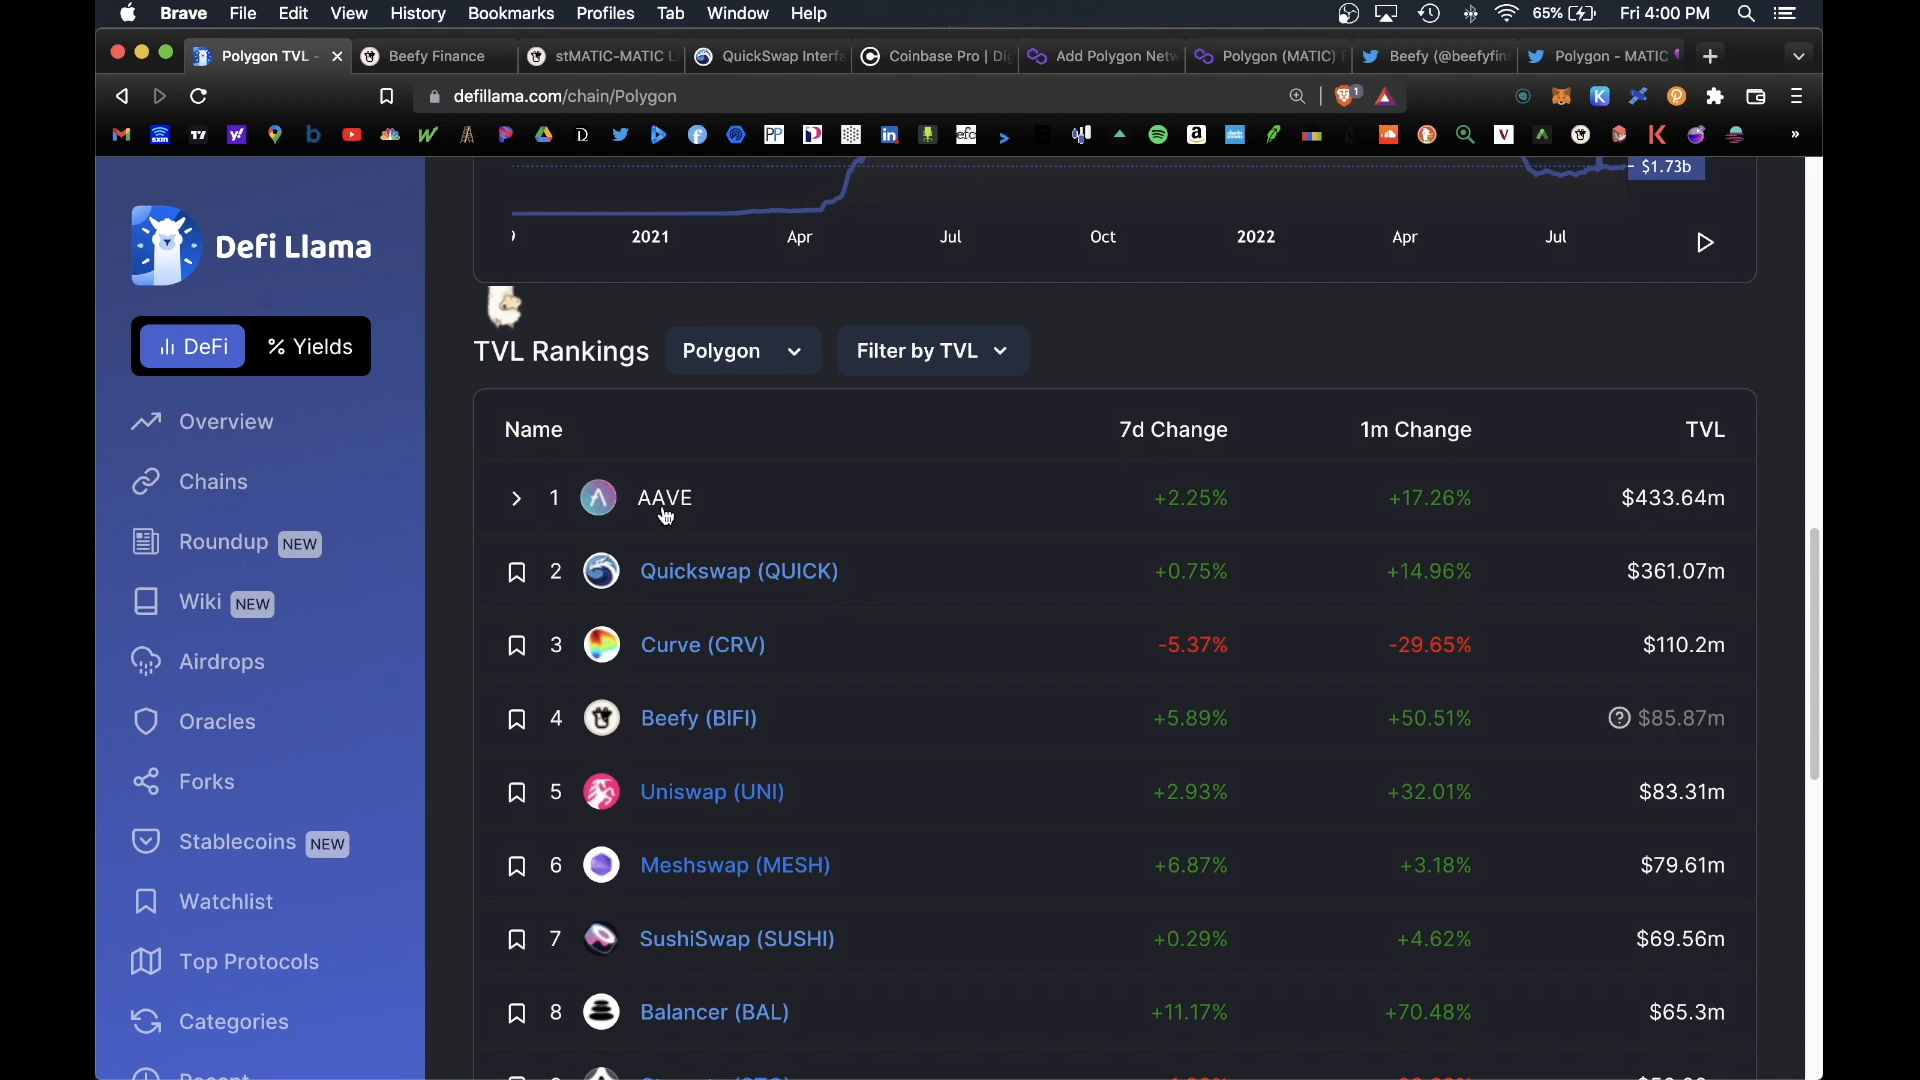 Brave File Edit View History Bookmarks Profiles Tab Window Help 65% Fri 4:00 PM
Polygon TVL - Beefy Finance stMATIC-MATIC L QuickSwap Interfa Coinbase Pro | Di Add Polygon Netw Polygon (MATIC) Beefy (@beefyfin Polygon - MATIC
defillama.com/chain/Polygon 1
$1.73b
2021 Apr Jul Oct 2022 Apr Jul
Defi Llama
DeFi % Yields
Overview
Chains
Roundup NEW
Wiki NEW
Airdrops
Oracles
Forks
Stablecoins NEW
Watchlist
Top Protocols
Categories
Recent
TVL Rankings Polygon Filter by TVL
Name 7d Change 1m Change TVL
1 AAVE +2.25% +17.26% $433.64m
2 Quickswap (QUICK) +0.75% +14.96% $361.07m
3 Curve (CRV) -5.37% -29.65% $110.2m
4 Beefy (BIFI) +5.89% +50.51% $85.87m
5 Uniswap (UNI) +2.93% +32.01% $83.31m
6 Meshswap (MESH) +6.87% +3.18% $79.61m
7 SushiSwap (SUSHI) +0.29% +4.62% $69.56m
8 Balancer (BAL) +11.17% +70.48% $65.3m